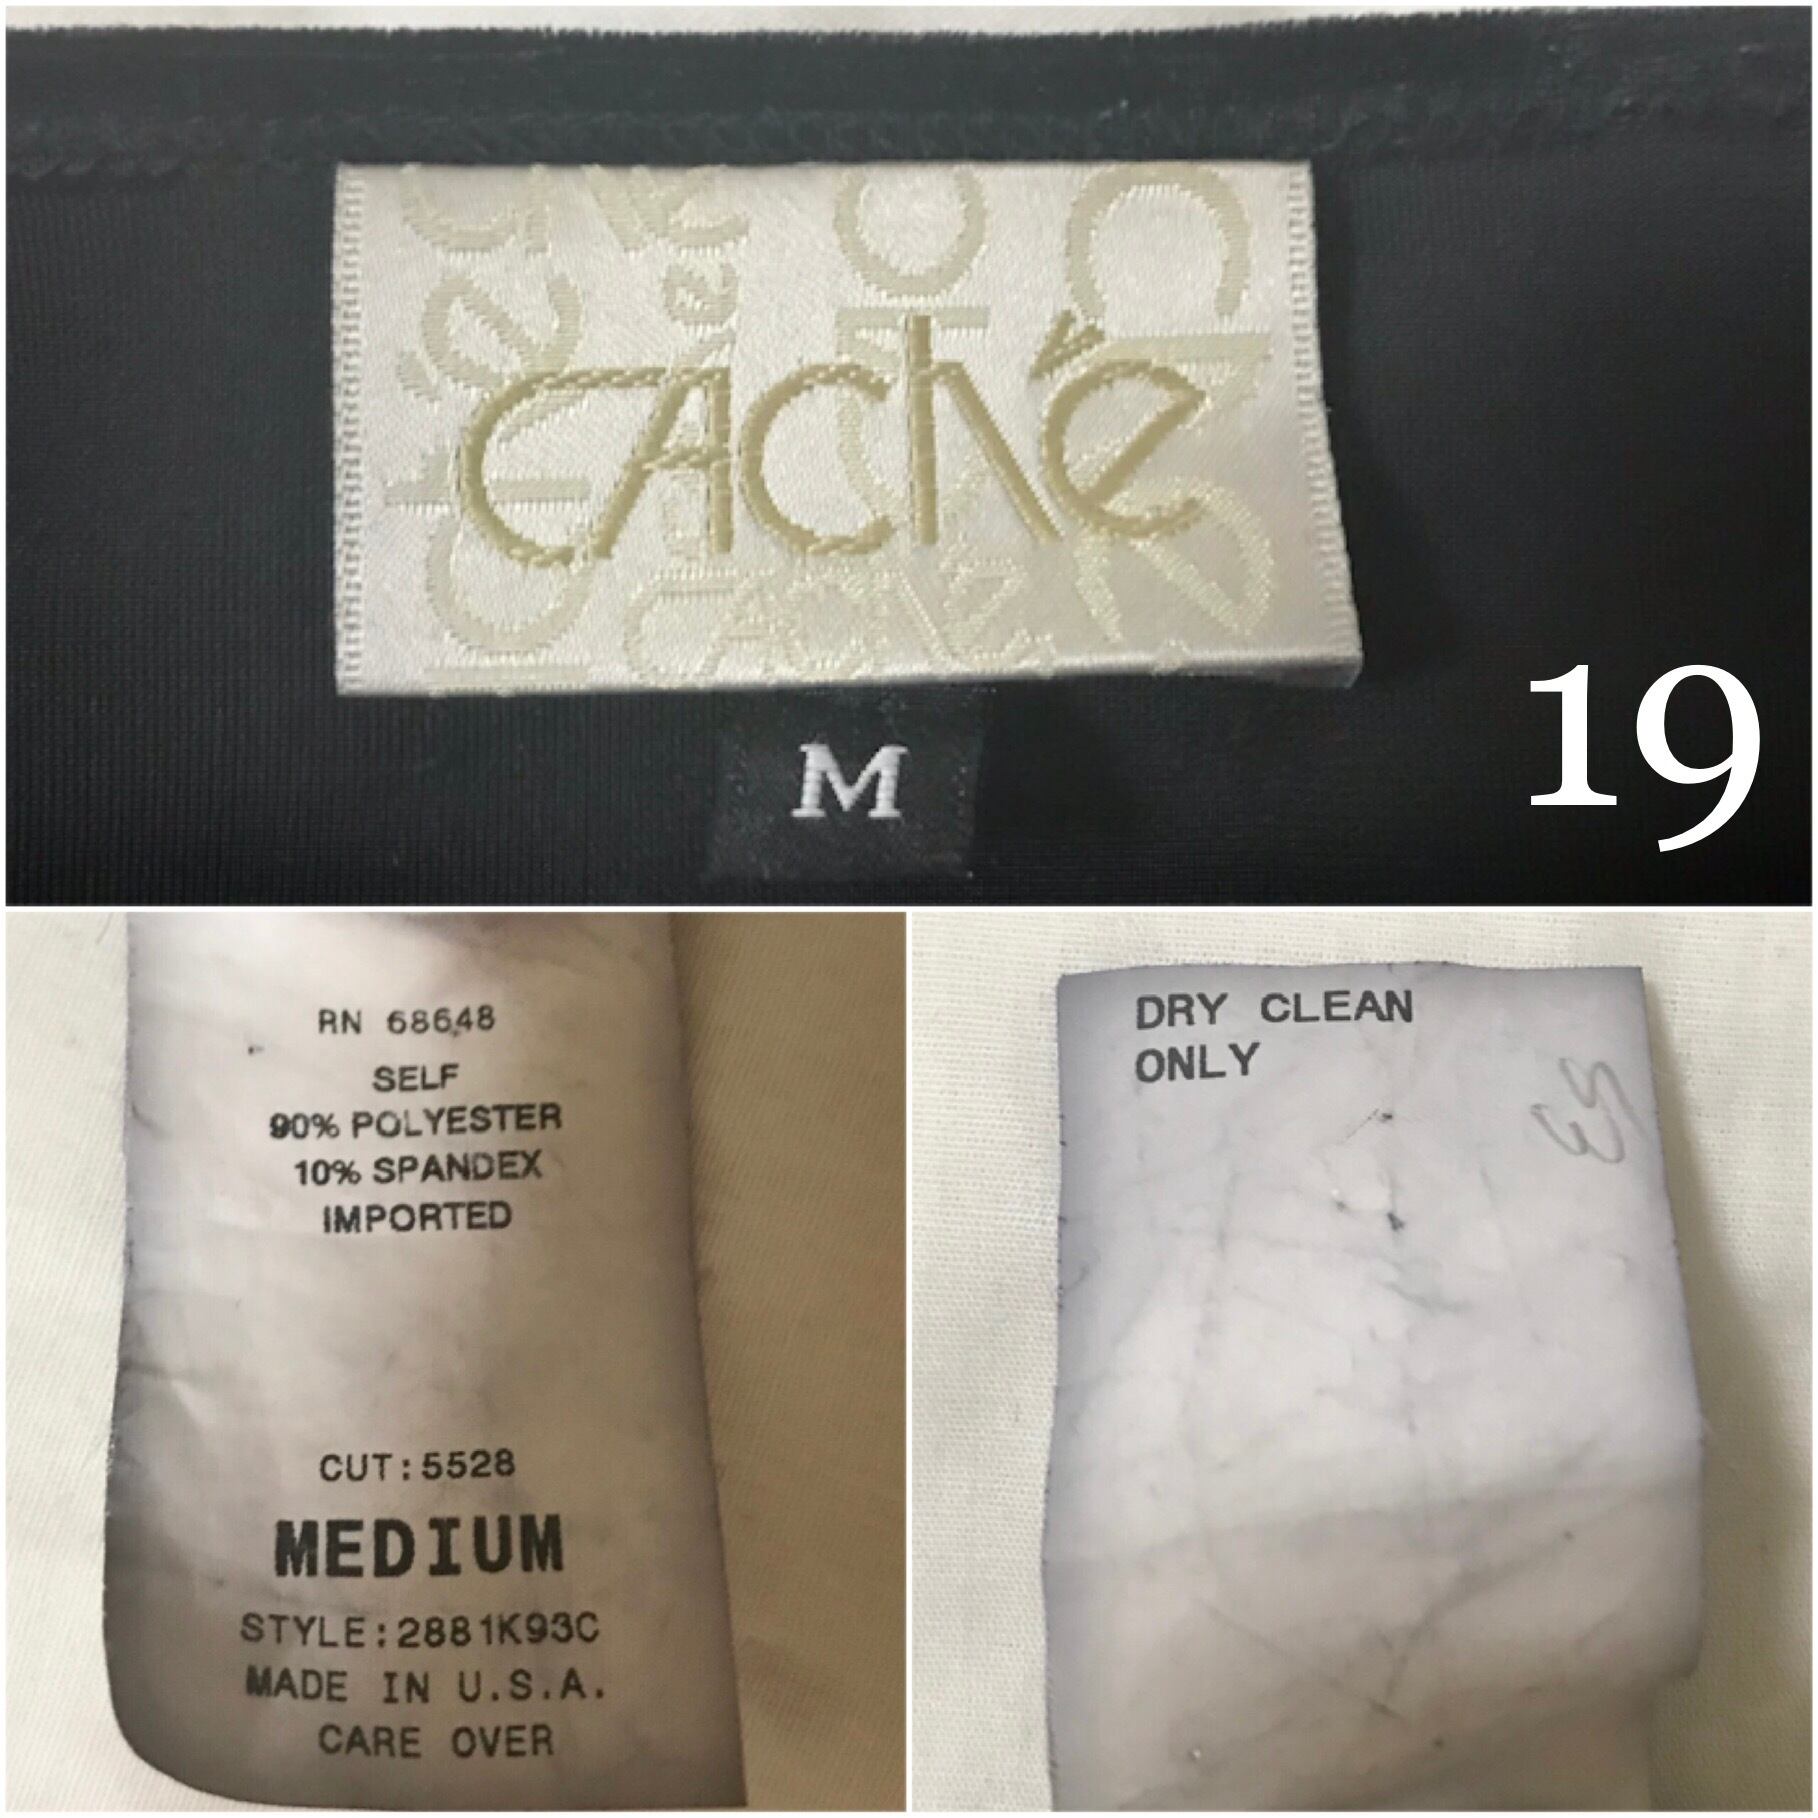 CAché
M
19
RN 68648
SELF
90% POLYESTER
10% SPANDEX
IMPORTED
CUT:5528
MEDIUM
STYLE:2881K93C
MADE IN U.S.A.
CARE OVER
DRY CLEAN
ONLY